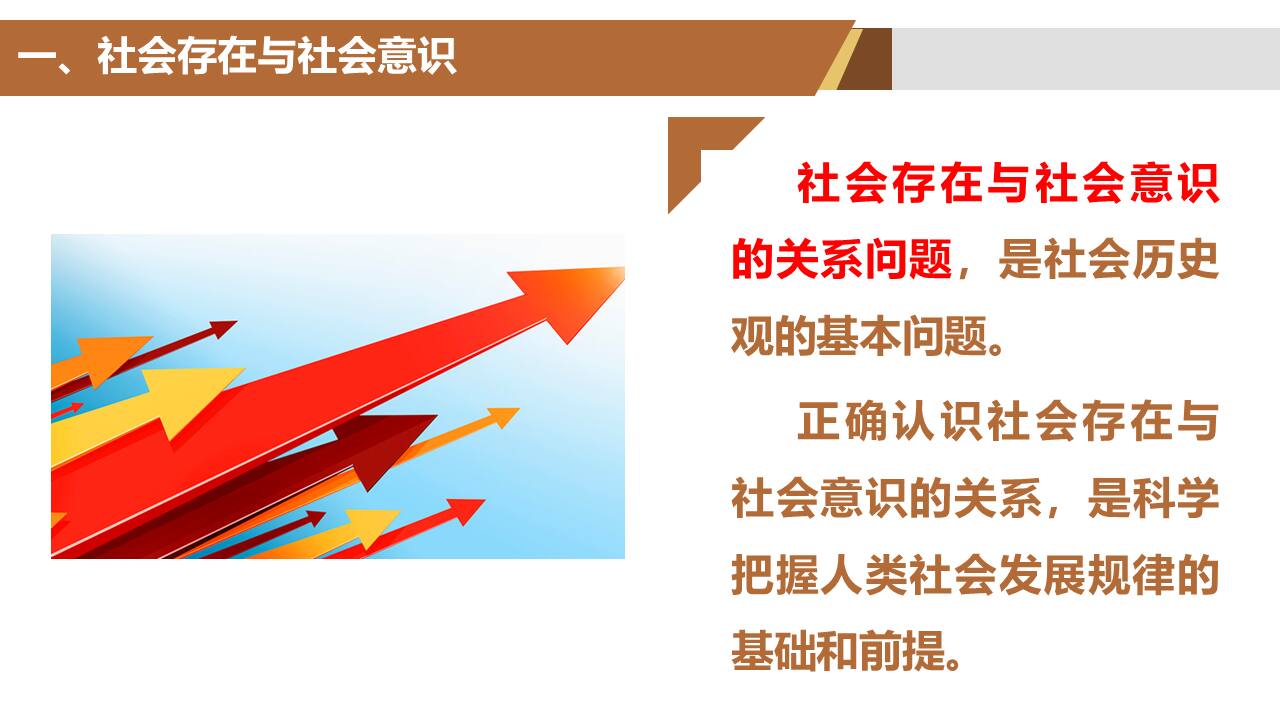 一、社会存在与社会意识
社会存在与社会意识
的关系问题，是社会历史
观的基本问题。
正确认识社会存在与
社会意识的关系，是科学
把握人类社会发展规律的
基础和前提。